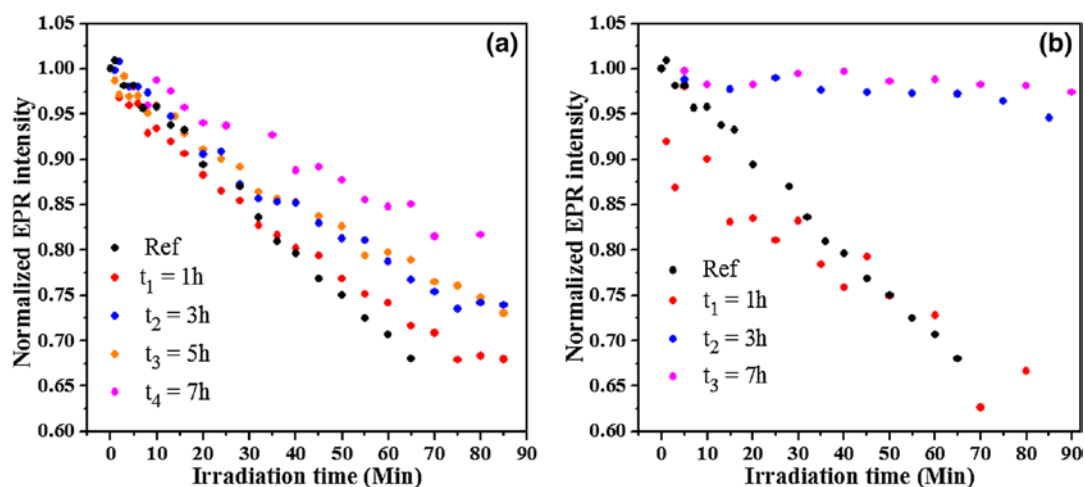 (a)
Normalized EPR intensity
1.05
1.00
0.95
0.90
0.85
0.80
0.75
0.70
0.65
0.60
Ref
t1 = 1h
t2 = 3h
t3 = 5h
t4 = 7h
0 10 20 30 40 50 60 70 80 90
Irradiation time (Min)
(b)
Normalized EPR intensity
1.05
1.00
0.95
0.90
0.85
0.80
0.75
0.70
0.65
0.60
Ref
t1 = 1h
t2 = 3h
t3 = 7h
0 10 20 30 40 50 60 70 80 90
Irradiation time (Min)